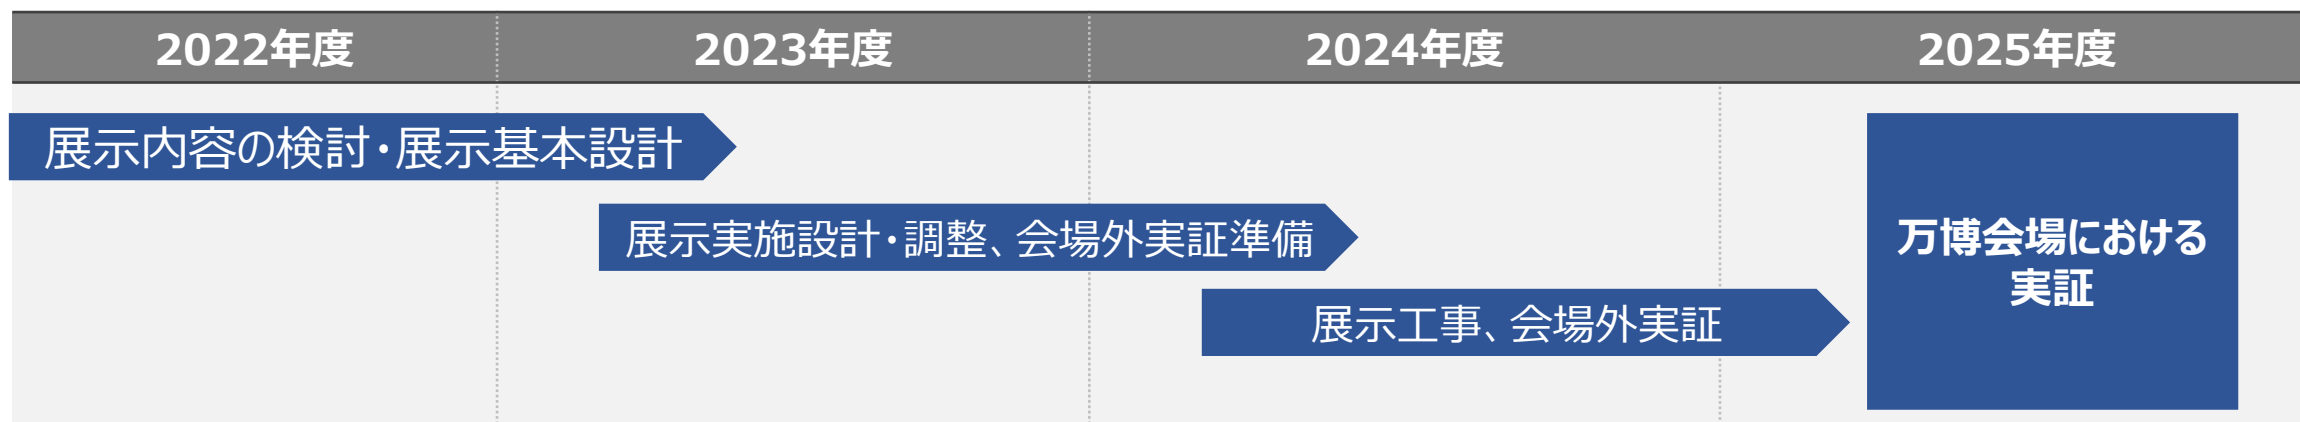 2022年度
2023年度
2024年度
2025年度
展示内容の検討・展示基本設計
展示実施設計・調整、会場外実証準備
展示工事、会場外実証
万博会場における
実証